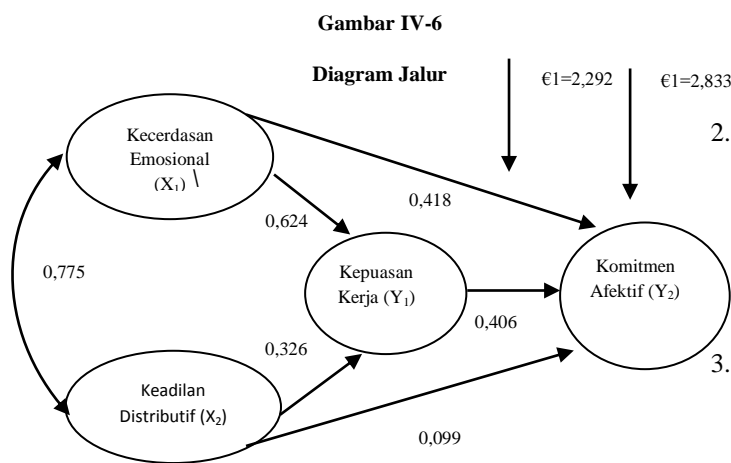 Gambar IV-6
Diagram Jalur
€1=2,292
€1=2,833
2.
Kecerdasan
Emosional
(X₁)
0,418
0,624
0,775
Kepuasan
Kerja (Y₁)
Komitmen
Afektif (Y₂)
0,406
0,326
3.
Keadilan
Distributif (X₂)
0,099